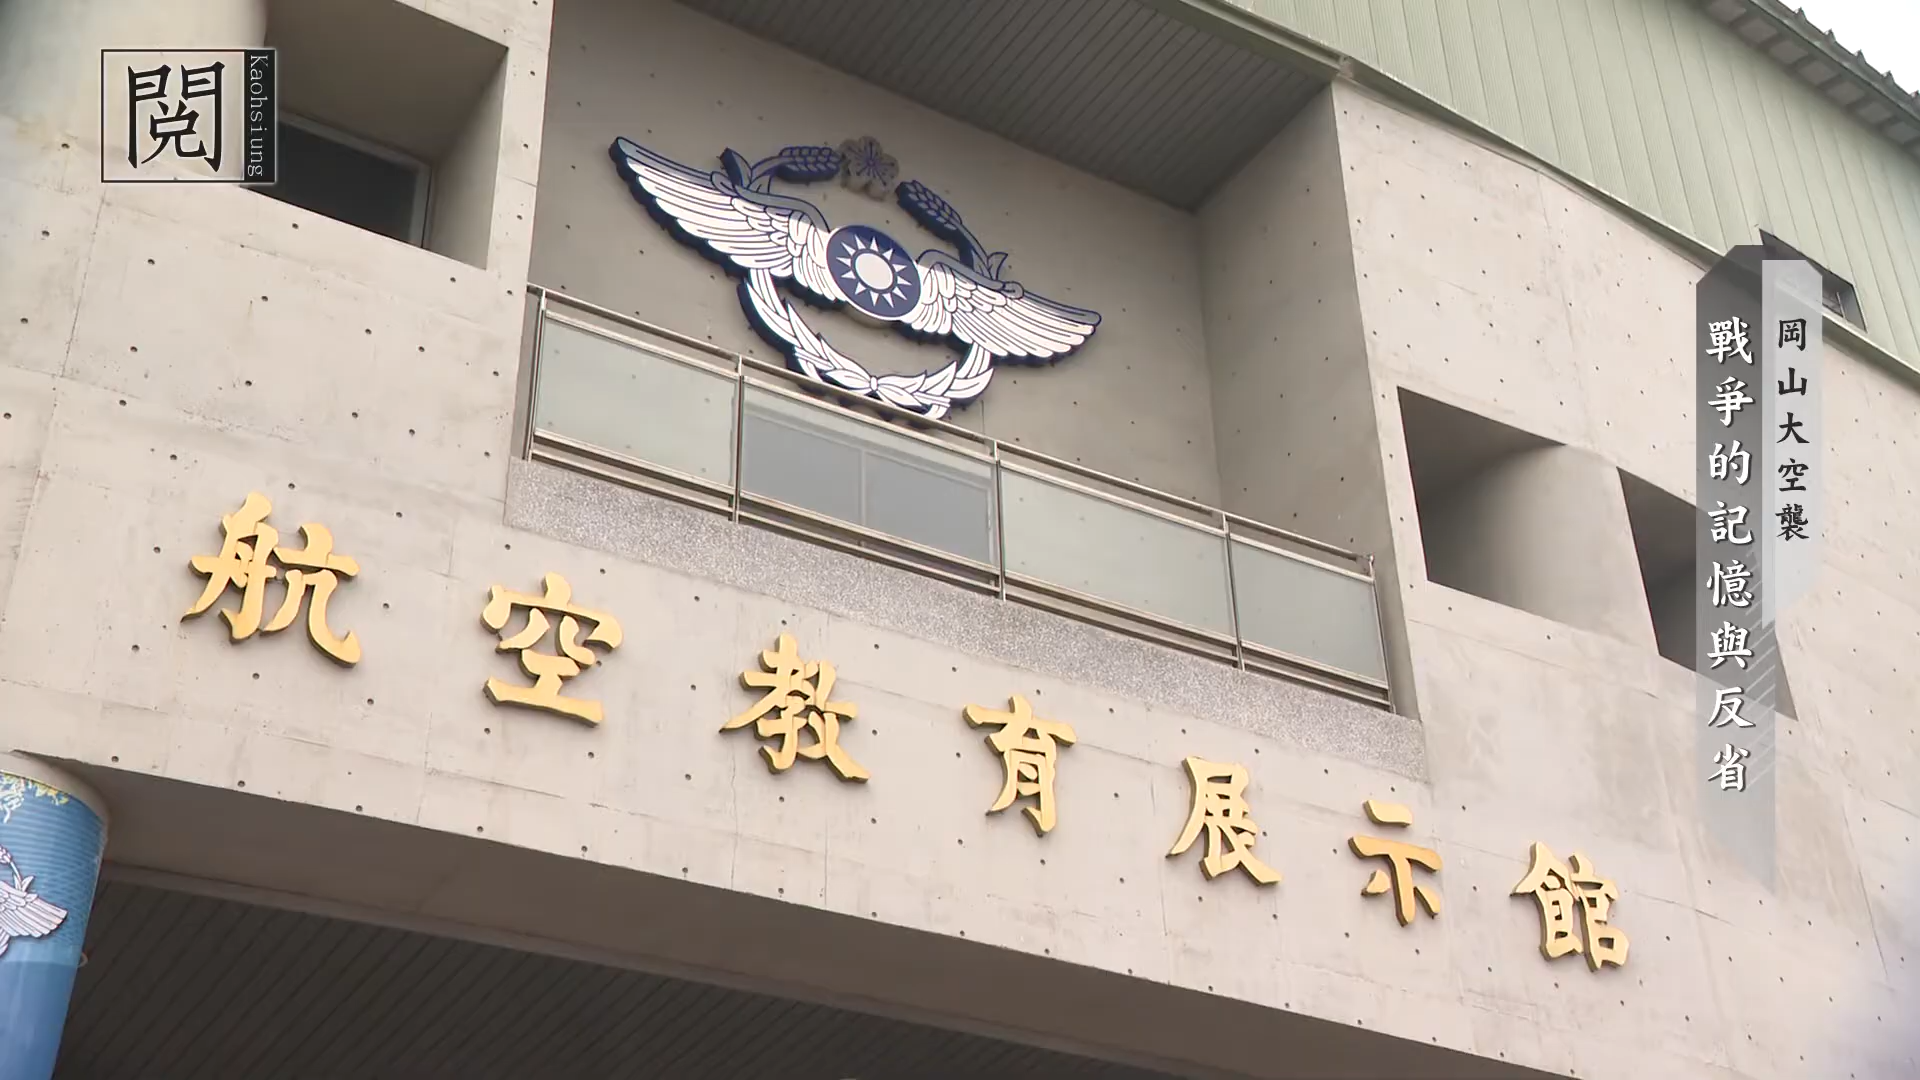 閱
Kaohsiung
岡山大空襲
戰爭的記憶與反省
航空教育展示館